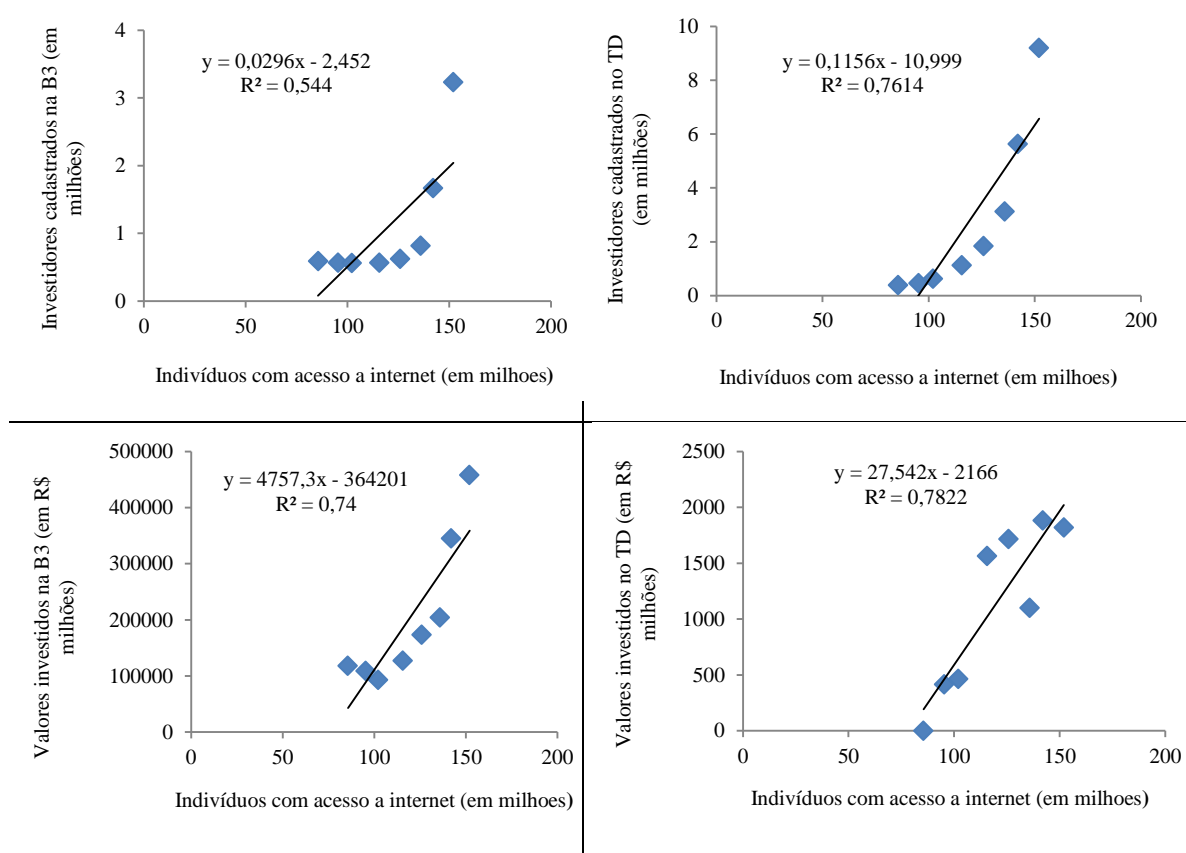 Investidores cadastrados na B3 (em
milhões)
4
3
2
1
0
y = 0,0296x - 2,452
R² = 0,544
0 50 100 150 200
Indivíduos com acesso a internet (em milhoes)
Investidores cadastrados no TD
(em milhões)
10
8
6
4
2
0
y = 0,1156x - 10,999
R² = 0,7614
0 50 100 150 200
Indivíduos com acesso a internet (em milhoes)
Valores investidos na B3 (em R$
milhões)
500000
400000
300000
200000
100000
0
y = 4757,3x - 364201
R² = 0,74
0 50 100 150 200
Indivíduos com acesso a internet (em milhoes)
Valores investidos no TD (em R$
milhões)
2500
2000
1500
1000
500
0
y = 27,542x - 2166
R² = 0,7822
0 50 100 150 200
Indivíduos com acesso a internet (em milhoes)